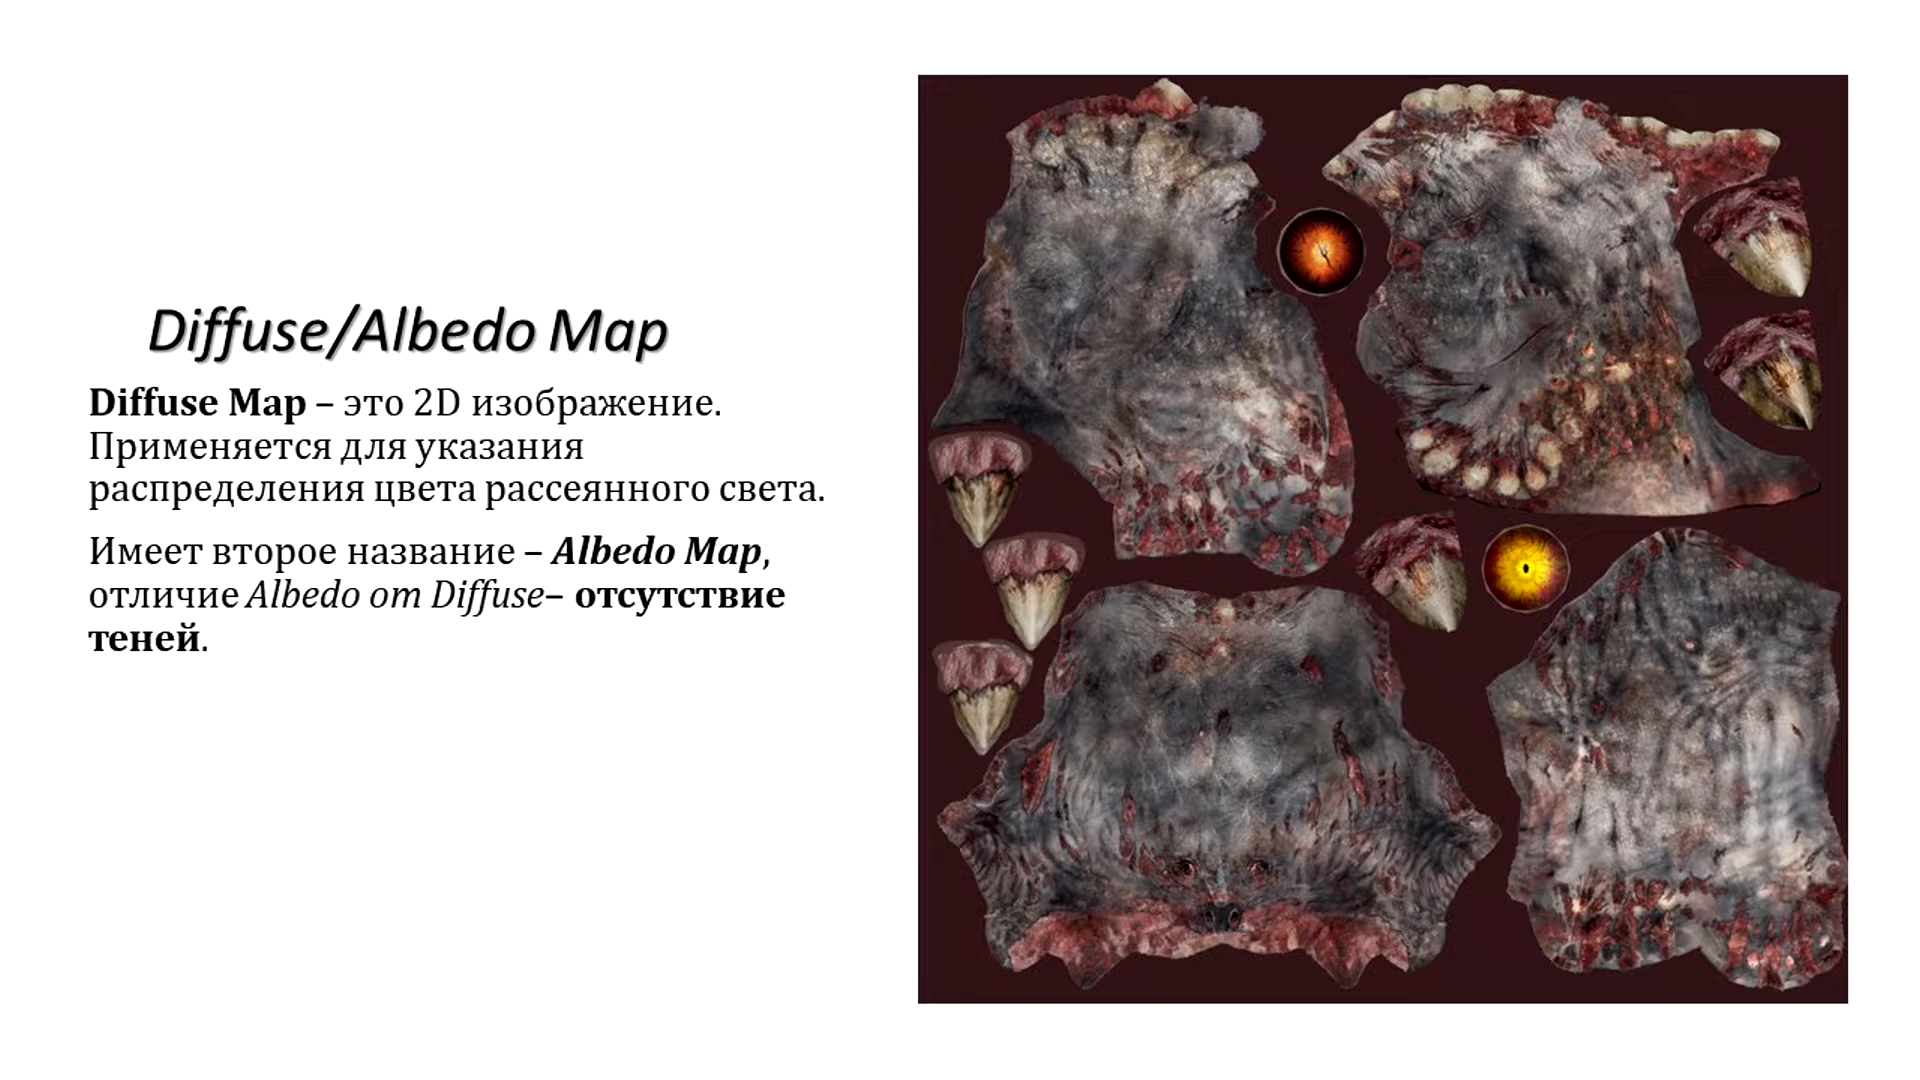 Diffuse/Albedo Map
Diffuse Map – это 2D изображение.
Применяется для указания
распределения цвета рассеянного света.
Имеет второе название – Albedo Map,
отличие Albedo от Diffuse– отсутствие
теней.